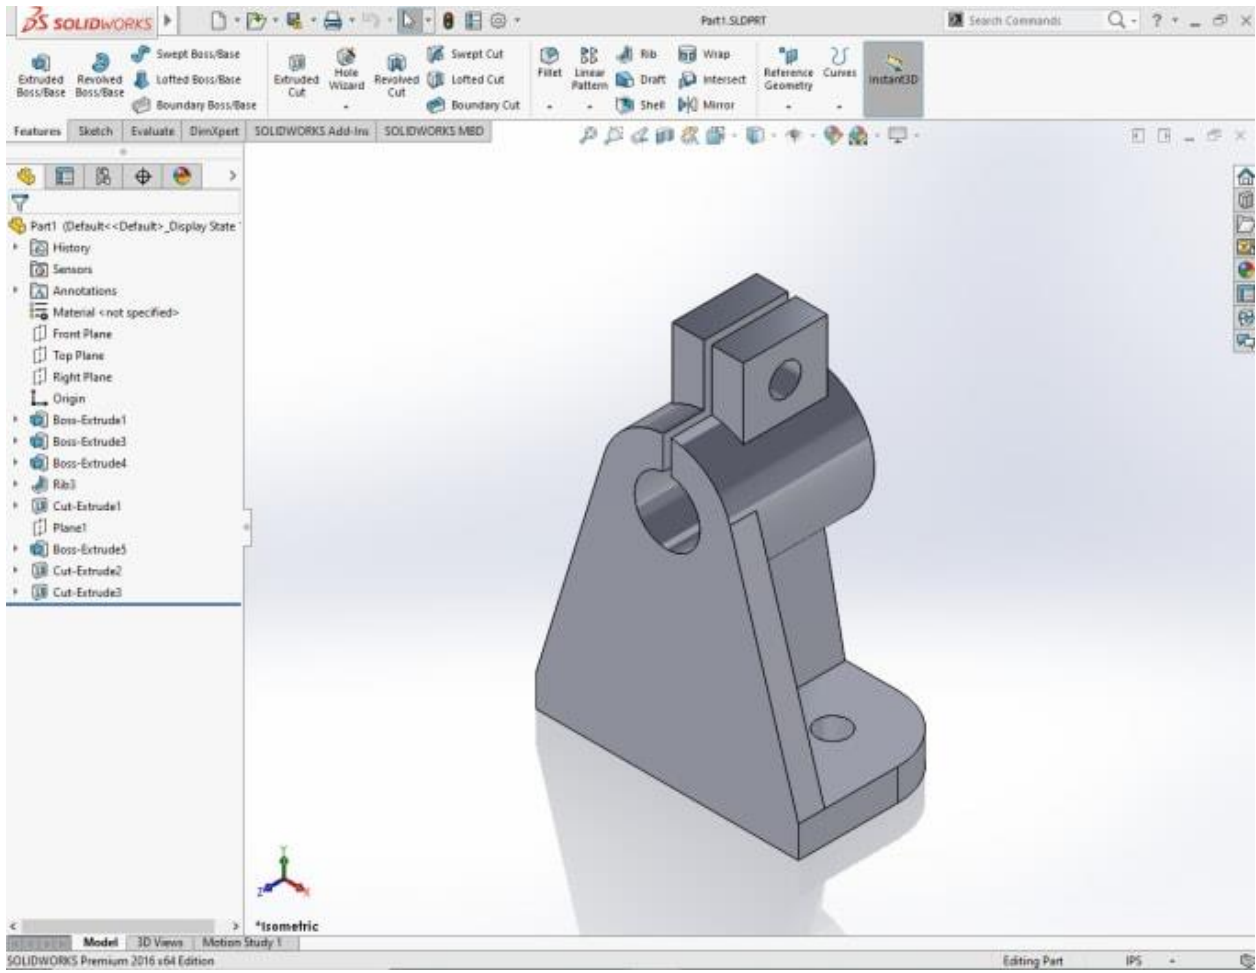 SOLIDWORKS
Part1.SLDPRT
Search Commands
Extruded Boss/Base
Revolved Boss/Base
Swept Boss/Base
Lofted Boss/Base
Boundary Boss/Base
Extruded Cut
Hole Wizard
Revolved Cut
Swept Cut
Lofted Cut
Boundary Cut
Fillet
Linear Pattern
Rib
Draft
Shell
Wrap
Intersect
Mirror
Reference Geometry
Curves
Instant3D
Features Sketch Evaluate DimXpert SOLIDWORKS Add-Ins SOLIDWORKS MBD
Part1 (Default<<Default>_Display State
History
Sensors
Annotations
Material <not specified>
Front Plane
Top Plane
Right Plane
Origin
Boss-Extrude1
Boss-Extrude3
Boss-Extrude4
Rib3
Cut-Extrude1
Plane1
Boss-Extrude5
Cut-Extrude2
Cut-Extrude3
Y
Z X
*Isometric
Model 3D Views Motion Study 1
SOLIDWORKS Premium 2016 x64 Edition
Editing Part IPS